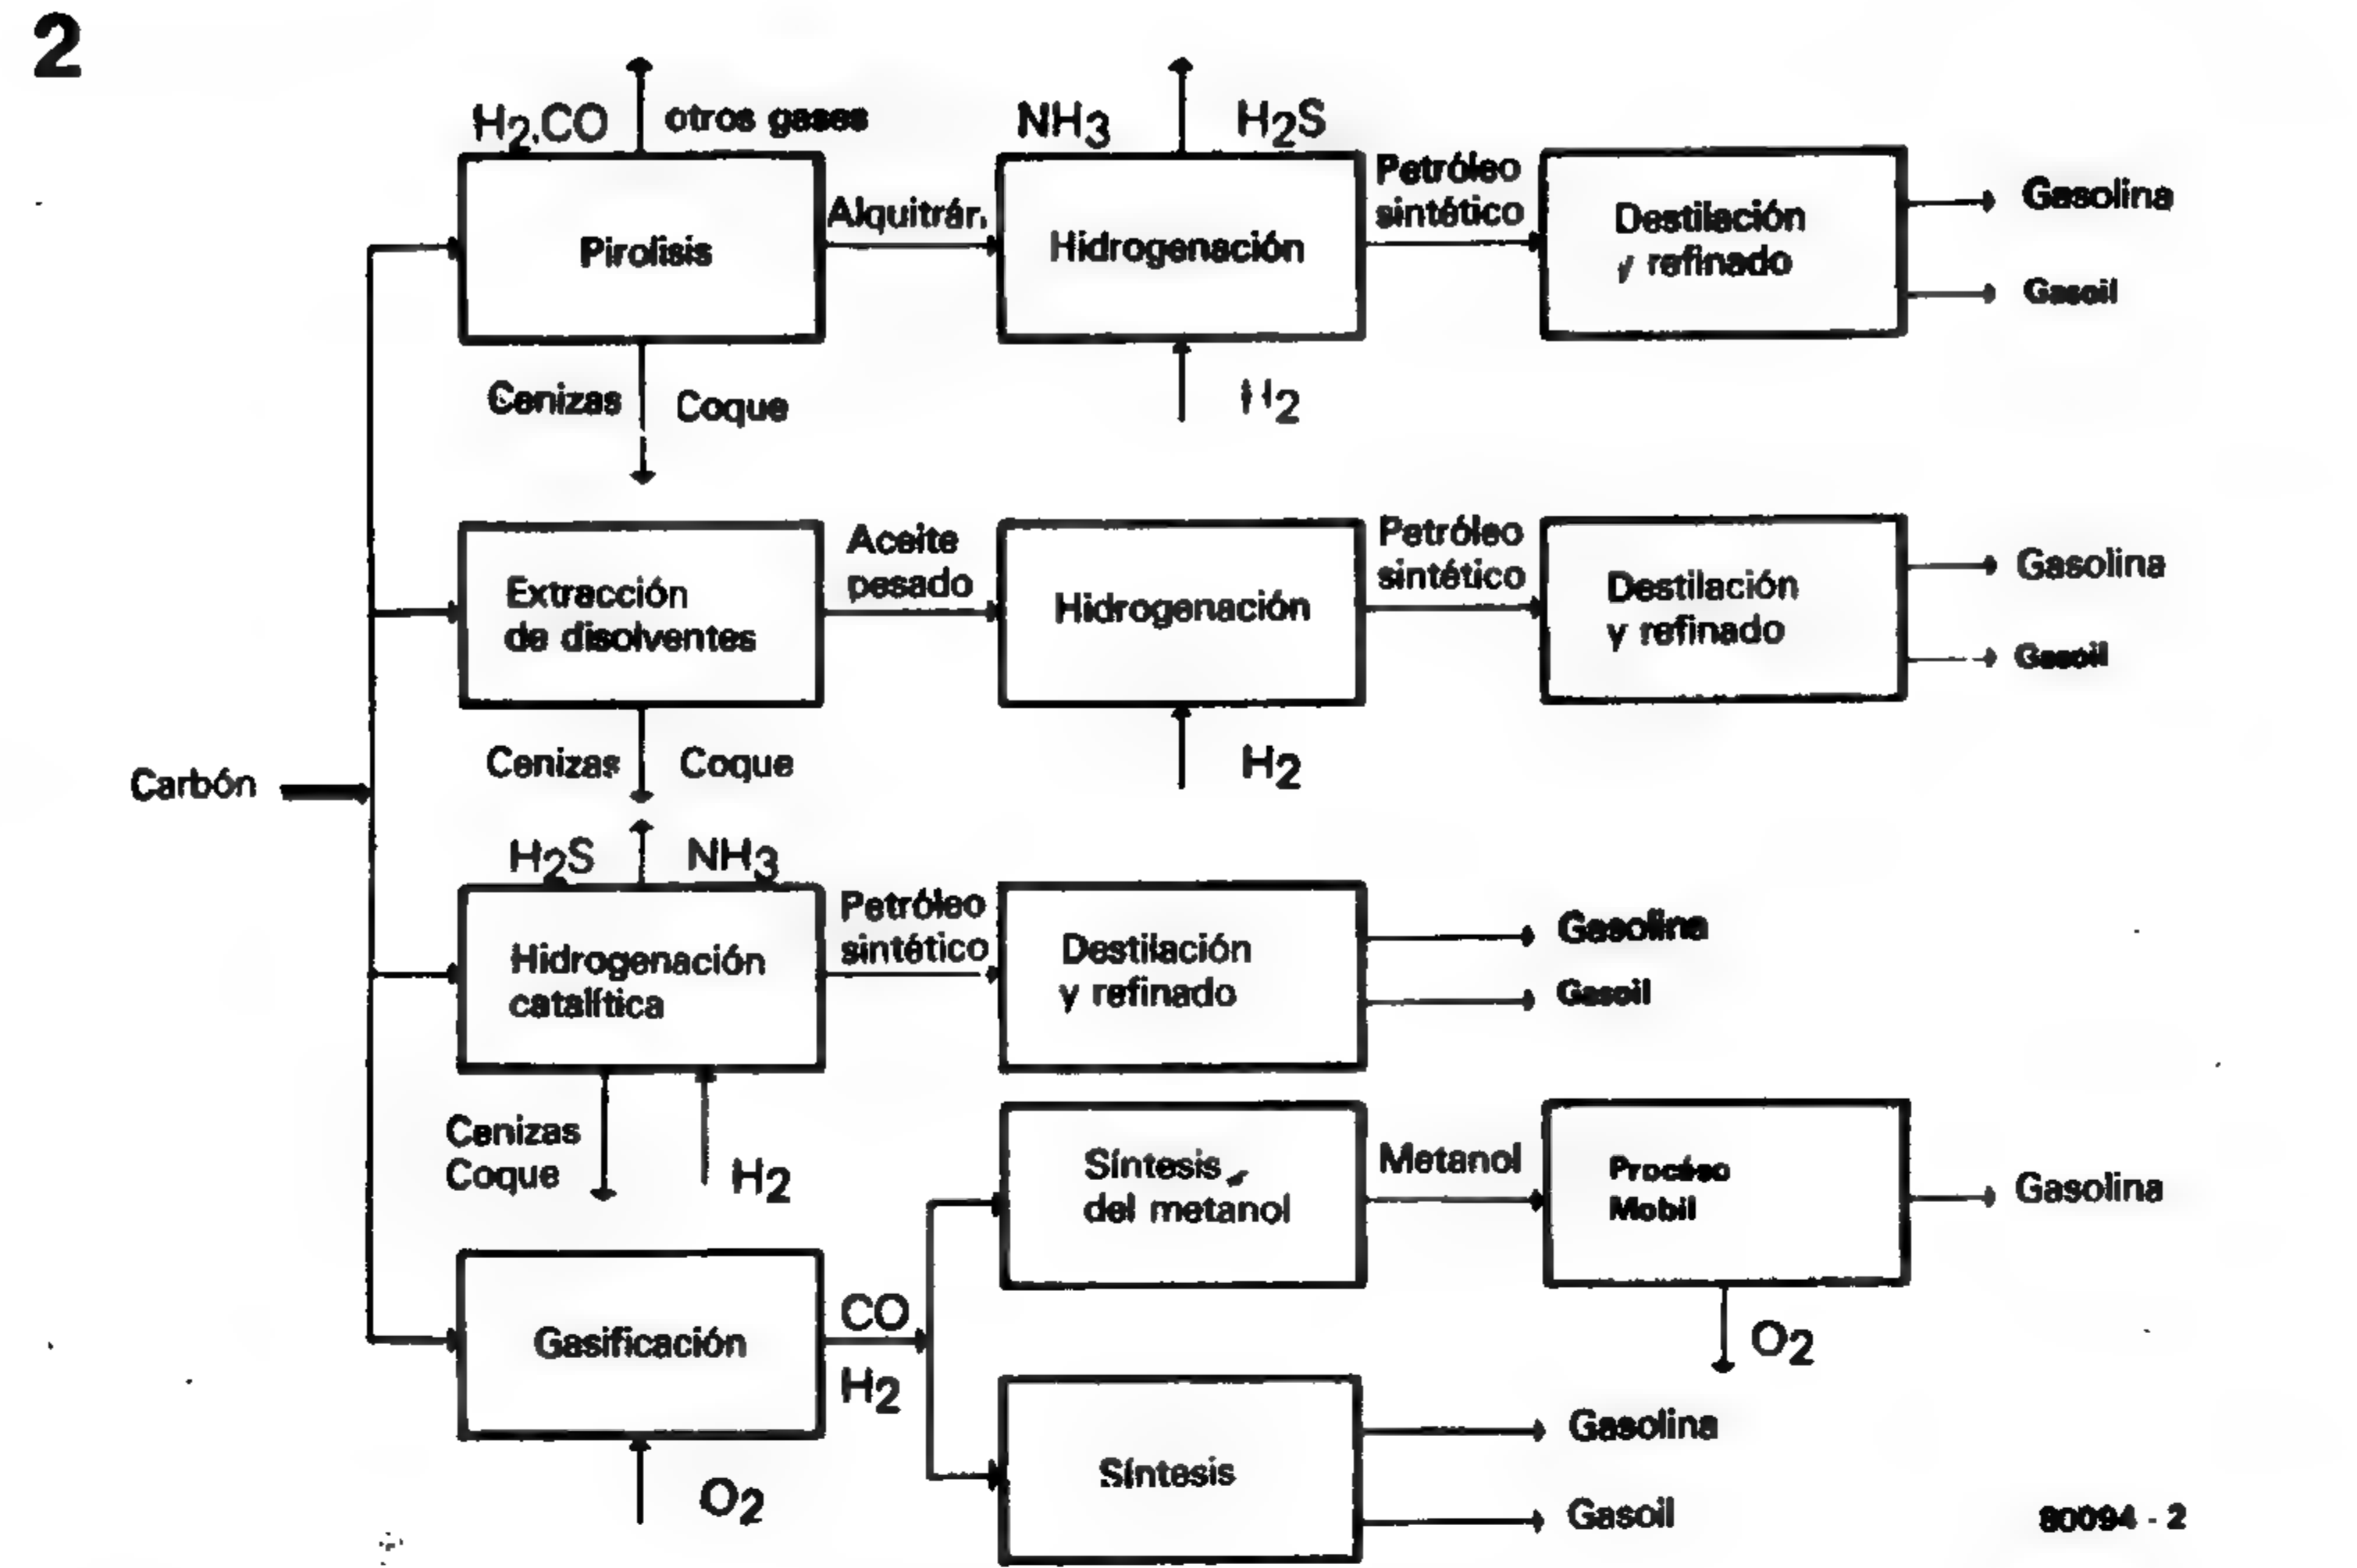 2
H2.CO
otros gases
NH3
H2S
Pirolisis
Alquitrán
Hidrogenación
Petróleo
sintético
Destilación
y refinado
Gasolina
Gasoil
Cenizas
Coque
H2
Extracción
de disolventes
Aceite
pesado
Hidrogenación
Petróleo
sintético
Destilación
y refinado
Gasolina
Gasoil
Cenizas
Coque
H2
Carbón
H2S
NH3
Hidrogenación
catalítica
Petróleo
sintético
Destilación
y refinado
Gasolina
Gasoil
Cenizas
Coque
H2
Síntesis
del metanol
Metanol
Proceso
Mobil
Gasolina
O2
Gasificación
CO
H2
O2
Síntesis
Gasolina
Gasoil
80094 - 2